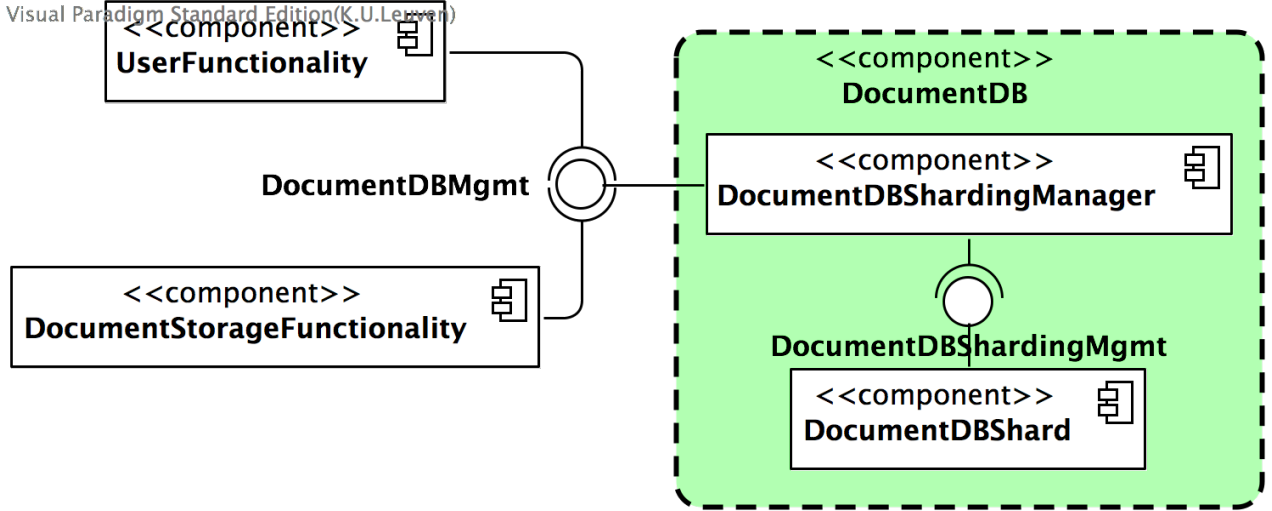 Visual Paradigm Standard Edition(K.U.Leuven)
<<component>>
UserFunctionality
<<component>>
DocumentDB
<<component>>
DocumentDBShardingManager
DocumentDBMgmt
<<component>>
DocumentStorageFunctionality
DocumentDBShardingMgmt
<<component>>
DocumentDBShard